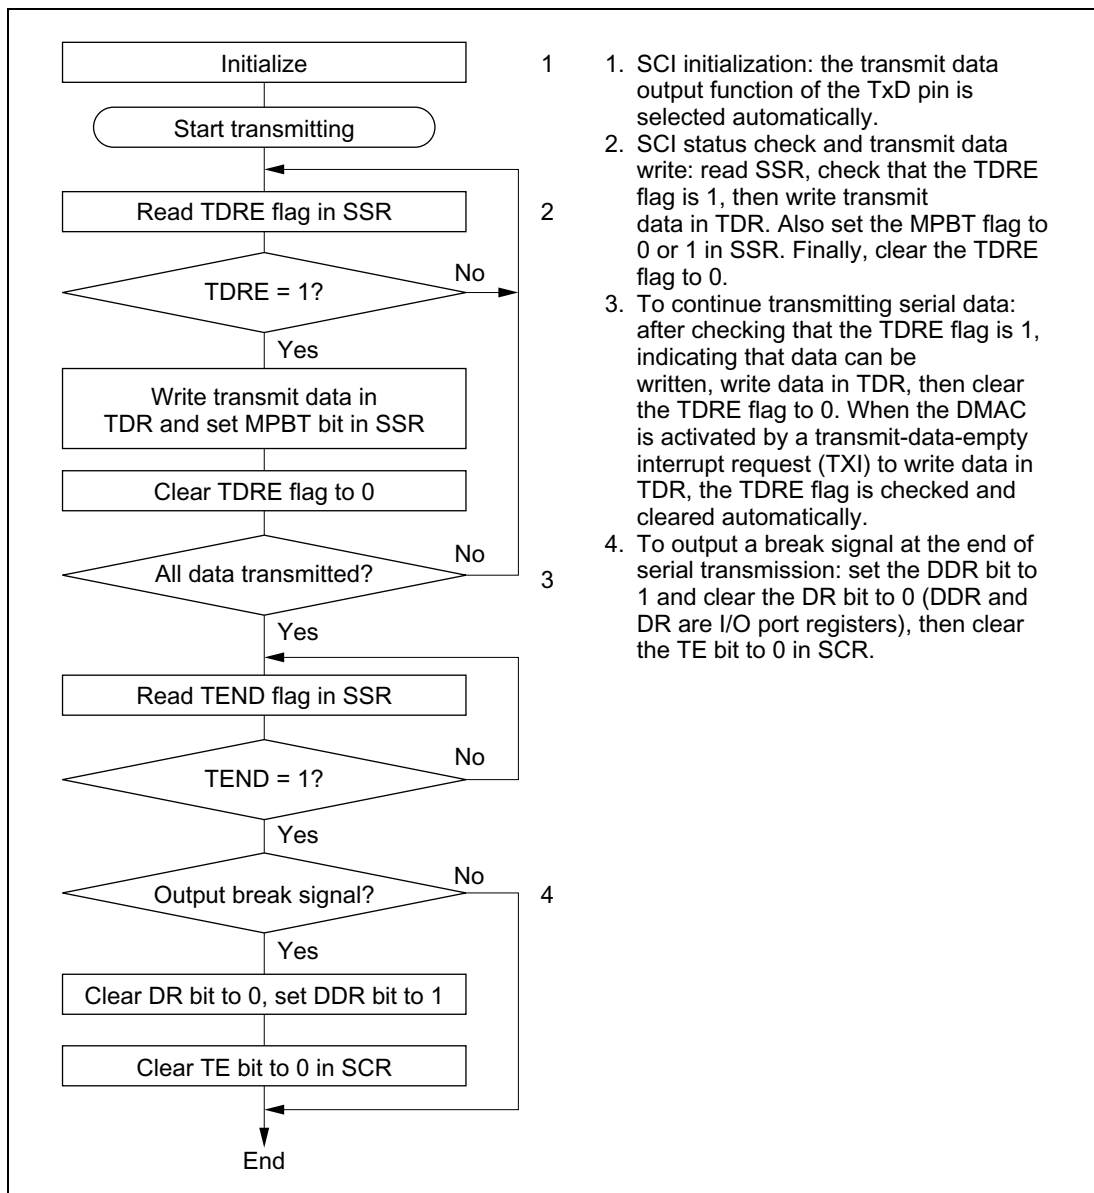 Initialize
1
Start transmitting
Read TDRE flag in SSR
2
TDRE = 1?
No
Yes
Write transmit data in
TDR and set MPBT bit in SSR
Clear TDRE flag to 0
All data transmitted?
No
3
Yes
Read TEND flag in SSR
TEND = 1?
No
Yes
Output break signal?
No
4
Yes
Clear DR bit to 0, set DDR bit to 1
Clear TE bit to 0 in SCR
End
1. SCI initialization: the transmit data
output function of the TxD pin is
selected automatically.
2. SCI status check and transmit data
write: read SSR, check that the TDRE
flag is 1, then write transmit
data in TDR. Also set the MPBT flag to
0 or 1 in SSR. Finally, clear the TDRE
flag to 0.
3. To continue transmitting serial data:
after checking that the TDRE flag is 1,
indicating that data can be
written, write data in TDR, then clear
the TDRE flag to 0. When the DMAC
is activated by a transmit-data-empty
interrupt request (TXI) to write data in
TDR, the TDRE flag is checked and
cleared automatically.
4. To output a break signal at the end of
serial transmission: set the DDR bit to
1 and clear the DR bit to 0 (DDR and
DR are I/O port registers), then clear
the TE bit to 0 in SCR.